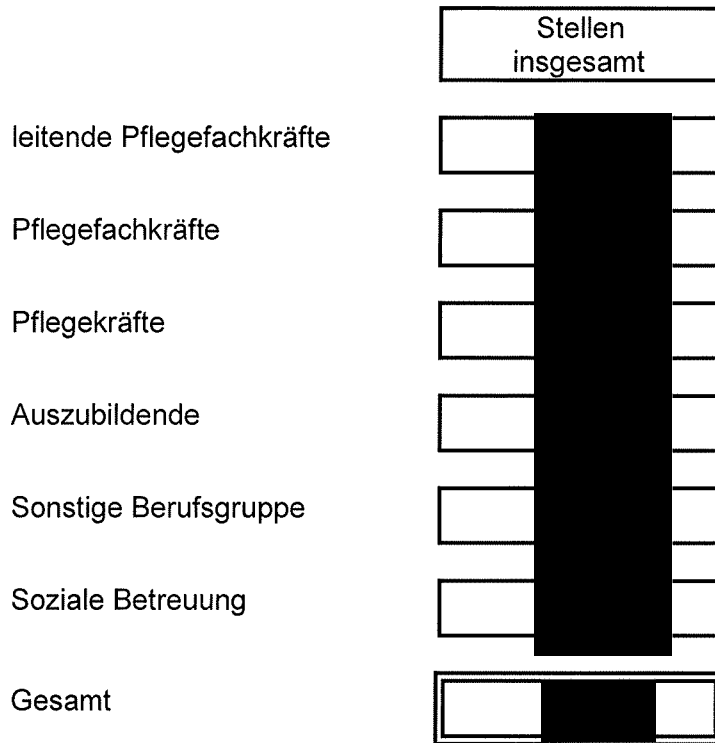 Stellen
insgesamt
leitende Pflegefachkräfte
Pflegefachkräfte
Pflegekräfte
Auszubildende
Sonstige Berufsgruppe
Soziale Betreuung
Gesamt